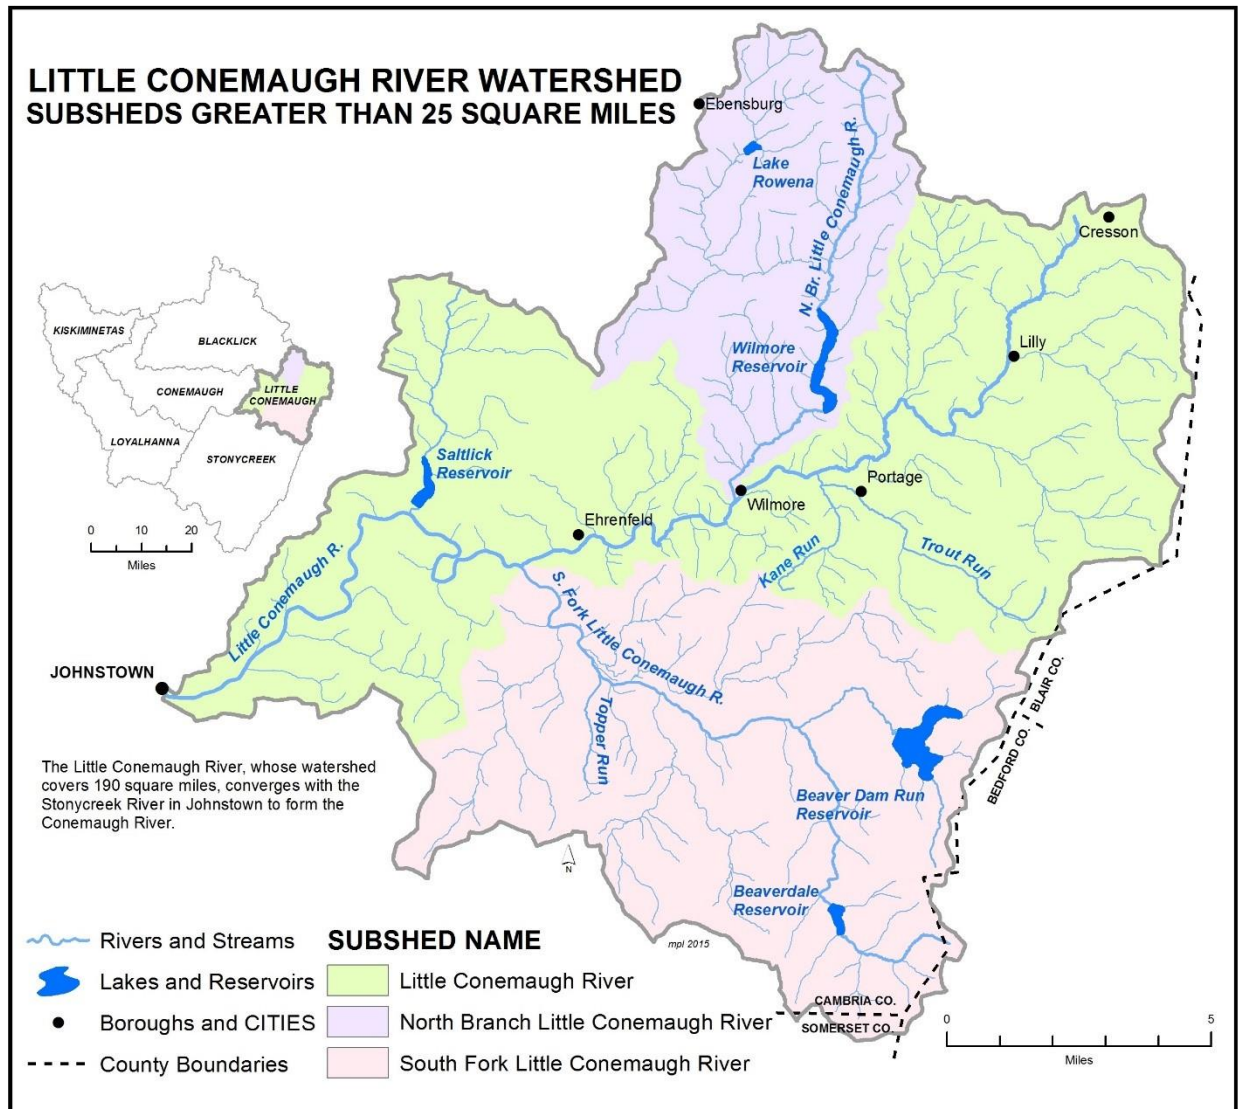 LITTLE CONEMAUGH RIVER WATERSHED
SUBSHEDS GREATER THAN 25 SQUARE MILES
Ebensburg
Lake
Rowena
N. Br. Little Conemaugh R.
Cresson
KISKIMINETAS
BLACKLICK
CONEMAUGH
LITTLE
CONEMAUGH
LOYALHANNA
STONYCREEK
0 10 20
Miles
Wilmore
Reservoir
Lilly
Saltlick
Reservoir
Portage
Wilmore
Ehrenfeld
Kane Run
Trout Run
Little Conemaugh R.
S. Fork Little Conemaugh R.
JOHNSTOWN
Topper Run
BLAIR CO.
BEDFORD CO.
The Little Conemaugh River, whose watershed
covers 190 square miles, converges with the
Stonycreek River in Johnstown to form the
Conemaugh River.
Beaver Dam Run
Reservoir
N
Beaverdale
Reservoir
mpl 2015
CAMBRIA CO.
SOMERSET CO.
0 5
Miles
Rivers and Streams
Lakes and Reservoirs
Boroughs and CITIES
County Boundaries
SUBSHED NAME
Little Conemaugh River
North Branch Little Conemaugh River
South Fork Little Conemaugh River